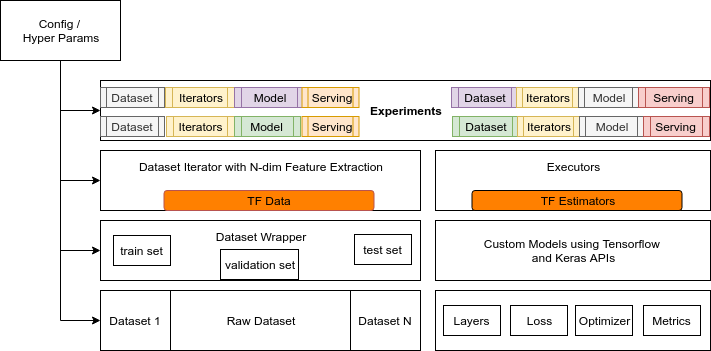 Config /
Hyper Params
Dataset Iterators Model Serving
Dataset Iterators Model Serving
Experiments
Dataset Iterators Model Serving
Dataset Iterators Model Serving
Dataset Iterator with N-dim Feature Extraction
TF Data
Executors
TF Estimators
Dataset Wrapper
train set
validation set
test set
Custom Models using Tensorflow
and Keras APIs
Dataset 1
Raw Dataset
Dataset N
Layers
Loss
Optimizer
Metrics